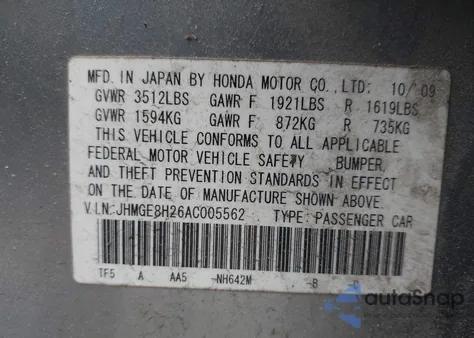 MFD. IN JAPAN BY HONDA MOTOR CO., LTD: 10/09
GVWR 3512LBS GAWR F 1921LBS R 1619LBS
GVWR 1594KG GAWR F 872KG R 735KG
THIS VEHICLE CONFORMS TO ALL APPLICABLE
FEDERAL MOTOR VEHICLE SAFETY BUMPER,
AND THEFT PREVENTION STANDARDS IN EFFECT
ON THE DATE OF MANUFACTURE SHOWN ABOVE.
V.I.N:JHMGE8H26AC005562 TYPE: PASSENGER CAR
TF5 A AA5 -NH642M -B
autoSnap